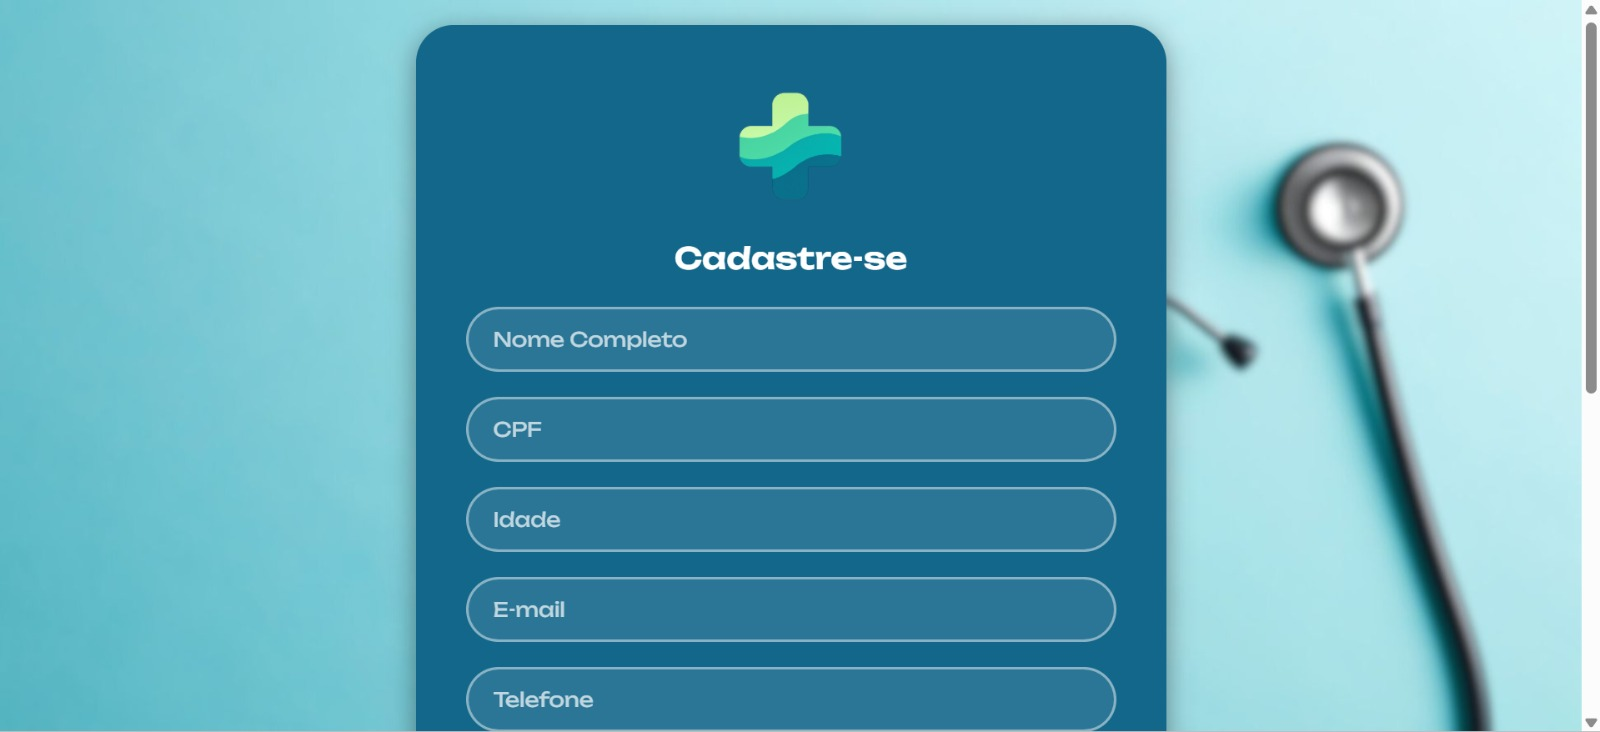 Cadastre-se
Nome Completo
CPF
Idade
E-mail
Telefone